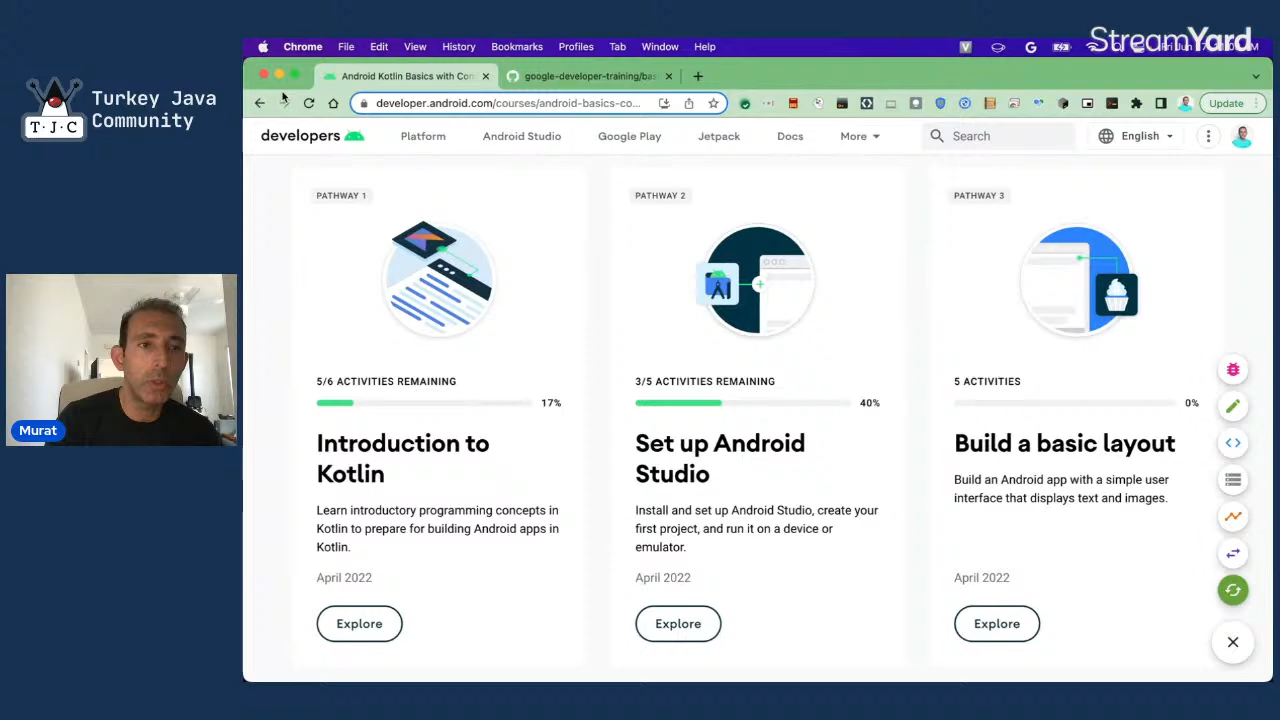 StreamYard
Turkey Java
Community
T·J·C
Murat
Chrome File Edit View History Bookmarks Profiles Tab Window Help
Android Kotlin Basics with Com
google-developer-training/bas
developer.android.com/courses/android-basics-co...
Update
developers
Platform Android Studio Google Play Jetpack Docs More Search English
PATHWAY 1
5/6 ACTIVITIES REMAINING
17%
Introduction to
Kotlin
Learn introductory programming concepts in
Kotlin to prepare for building Android apps in
Kotlin.
April 2022
Explore
PATHWAY 2
3/5 ACTIVITIES REMAINING
40%
Set up Android
Studio
Install and set up Android Studio, create your
first project, and run it on a device or
emulator.
April 2022
Explore
PATHWAY 3
5 ACTIVITIES
0%
Build a basic layout
Build an Android app with a simple user
interface that displays text and images.
April 2022
Explore